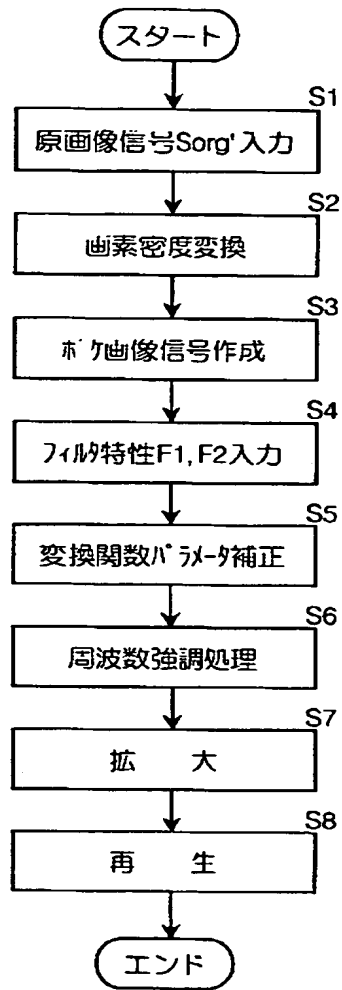 スタート
S1
原画像信号Sorg'入力
S2
画素密度変換
S3
ボケ画像信号作成
S4
フィルタ特性F1,F2入力
S5
変換関数パラメータ補正
S6
周波数強調処理
S7
拡 大
S8
再 生
エンド